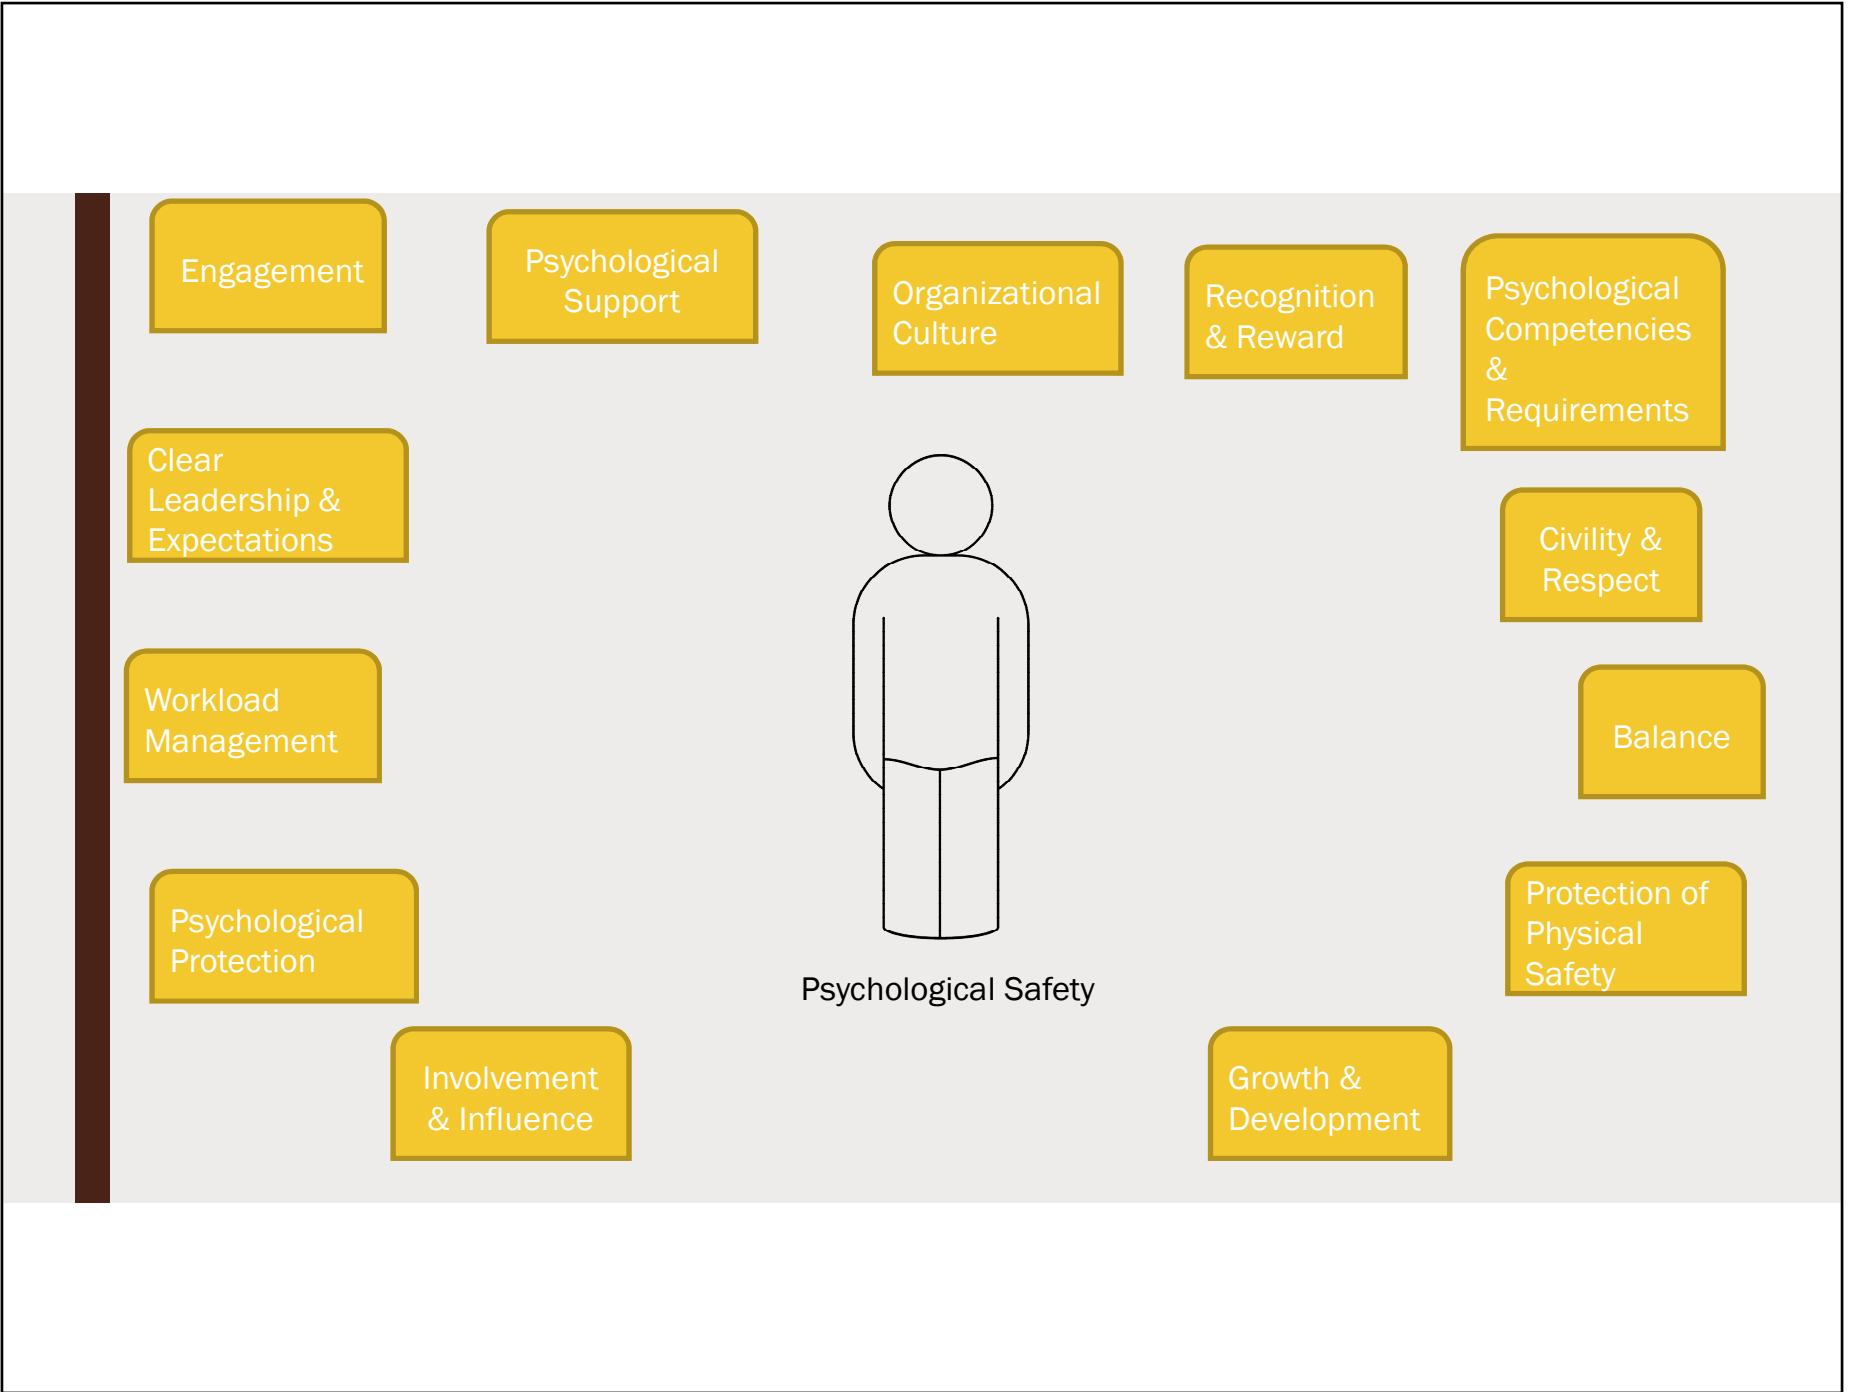 Engagement
Psychological
Support
Organizational
Culture
Recognition
& Reward
Psychological
Competencies
&
Requirements
Clear
Leadership &
Expectations
Civility &
Respect
Workload
Management
Balance
Psychological
Protection
Protection of
Physical
Safety
Psychological Safety
Involvement
& Influence
Growth &
Development